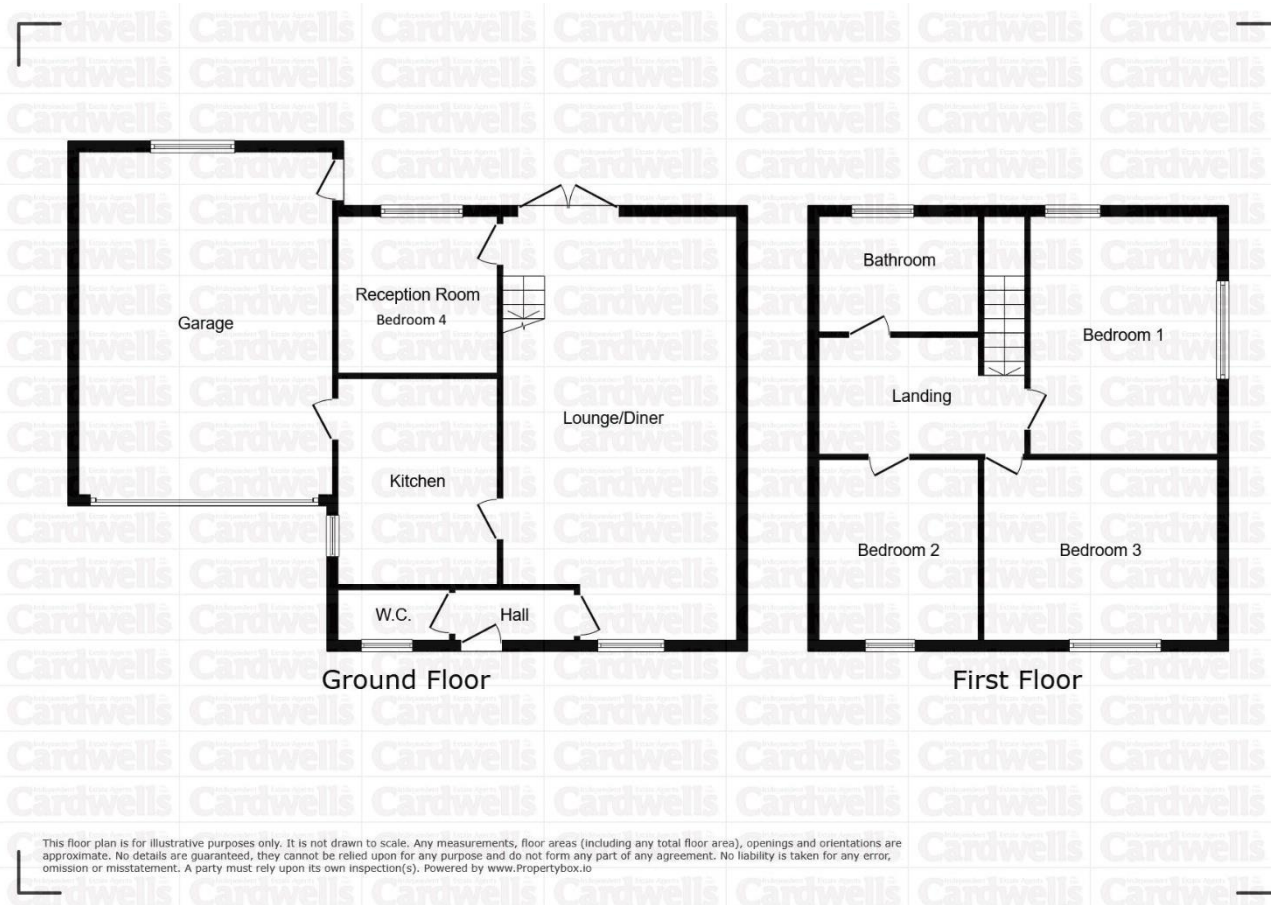 Cardwells
Garage
Reception Room
Bedroom 4
Kitchen
Lounge/Diner
W.C.
Hall
Ground Floor
Bathroom
Bedroom 1
Landing
Bedroom 2
Bedroom 3
First Floor
This floor plan is for illustrative purposes only. It is not drawn to scale. Any measurements, floor areas (including any total floor area), openings and orientations are
approximate. No details are guaranteed, they cannot be relied upon for any purpose and do not form any part of any agreement. No liability is taken for any error,
omission or misstatement. A party must rely upon its own inspection(s). Powered by www.Propertybox.io